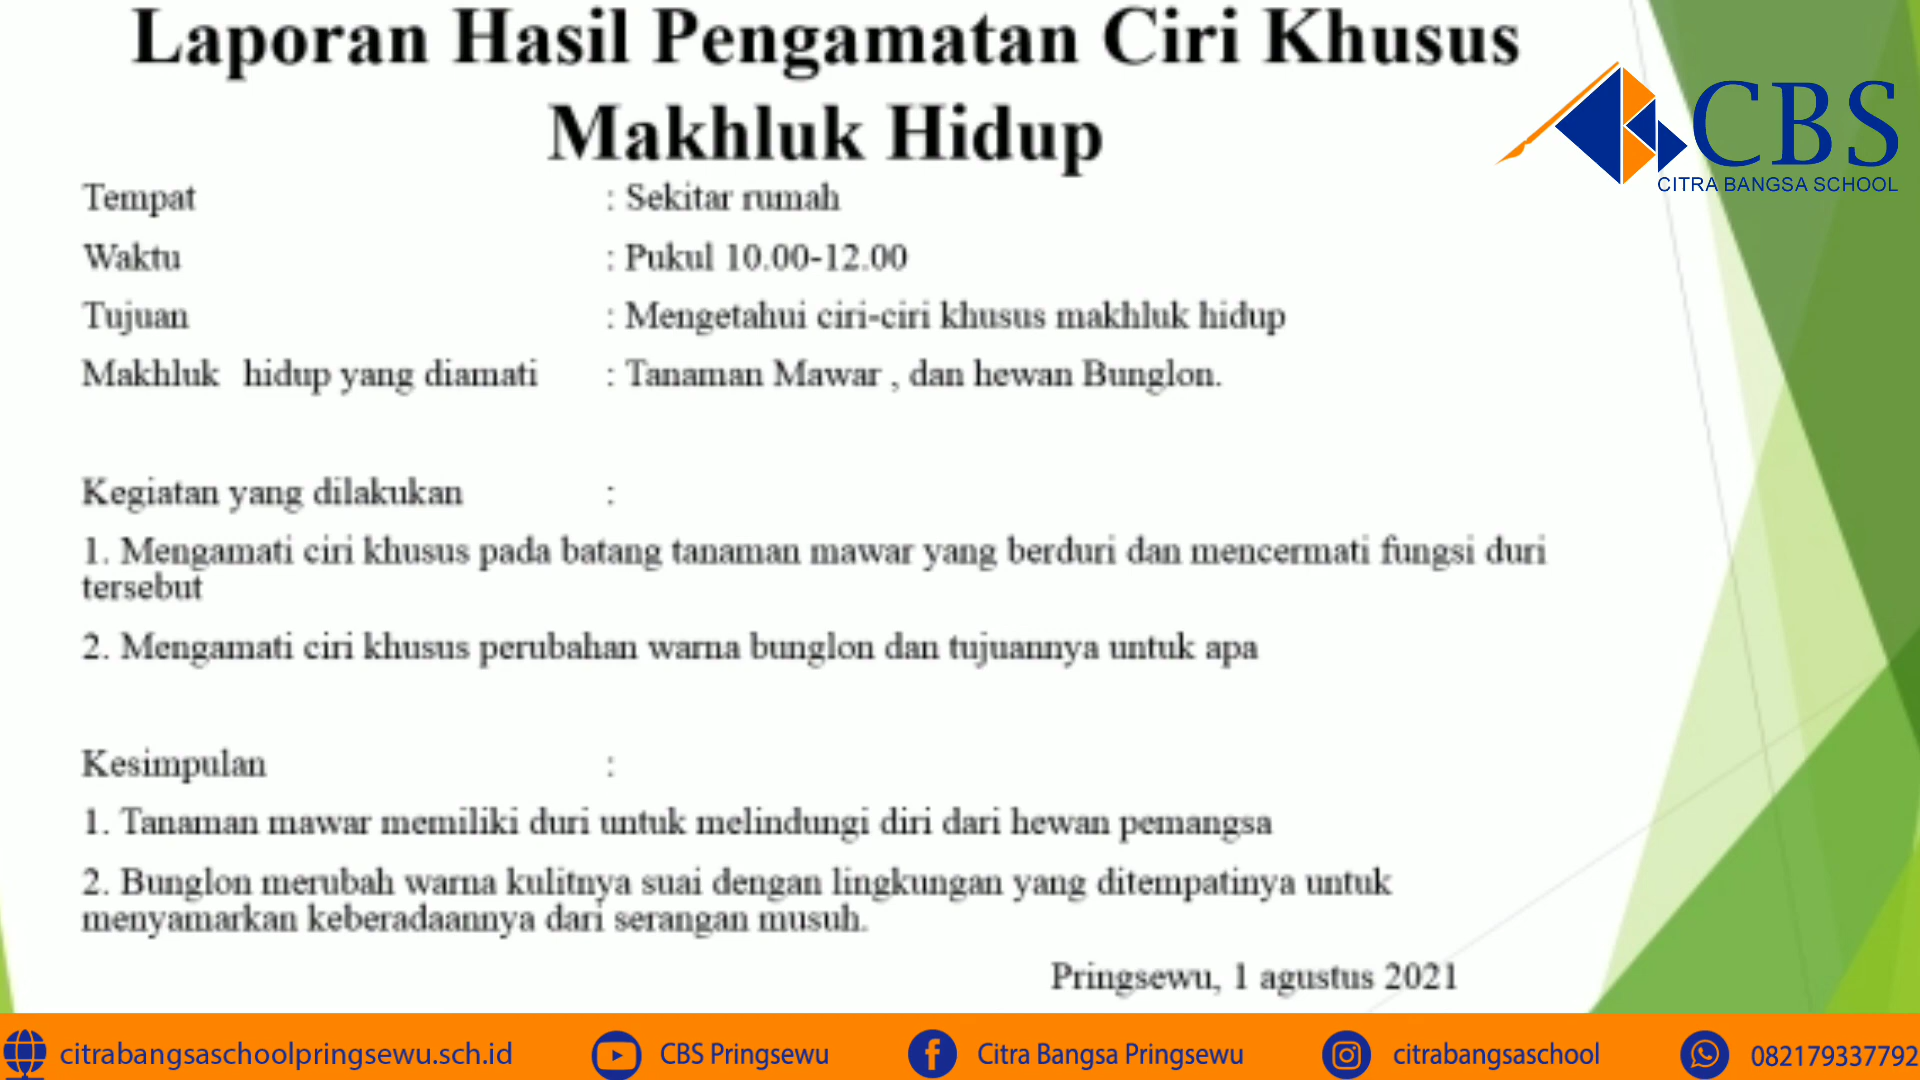 Laporan Hasil Pengamatan Ciri Khusus
Makhluk Hidup
CBS
CITRA BANGSA SCHOOL
Tempat : Sekitar rumah
Waktu : Pukul 10.00-12.00
Tujuan : Mengetahui ciri-ciri khusus makhluk hidup
Makhluk hidup yang diamati : Tanaman Mawar , dan hewan Bunglon.
Kegiatan yang dilakukan :
1. Mengamati ciri khusus pada batang tanaman mawar yang berduri dan mencermati fungsi duri
tersebut
2. Mengamati ciri khusus perubahan warna bunglon dan tujuannya untuk apa
Kesimpulan :
1. Tanaman mawar memiliki duri untuk melindungi diri dari hewan pemangsa
2. Bunglon merubah warna kulitnya suai dengan lingkungan yang ditempatinya untuk
menyamarkan keberadaannya dari serangan musuh.
Pringsewu, 1 agustus 2021
citrabangsaschoolpringsewu.sch.id CBS Pringsewu Citra Bangsa Pringsewu citrabangsaschool 082179337792